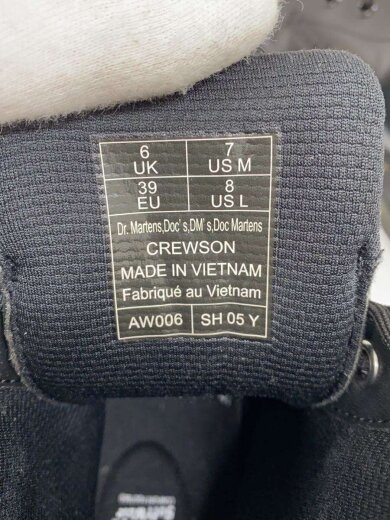 6 7
UK US M
39 8
EU US L
Dr. Martens,Doc's,DM's,Doc Martens
CREWSON
MADE IN VIETNAM
Fabriqué au Vietnam
AW006 SH 05 Y